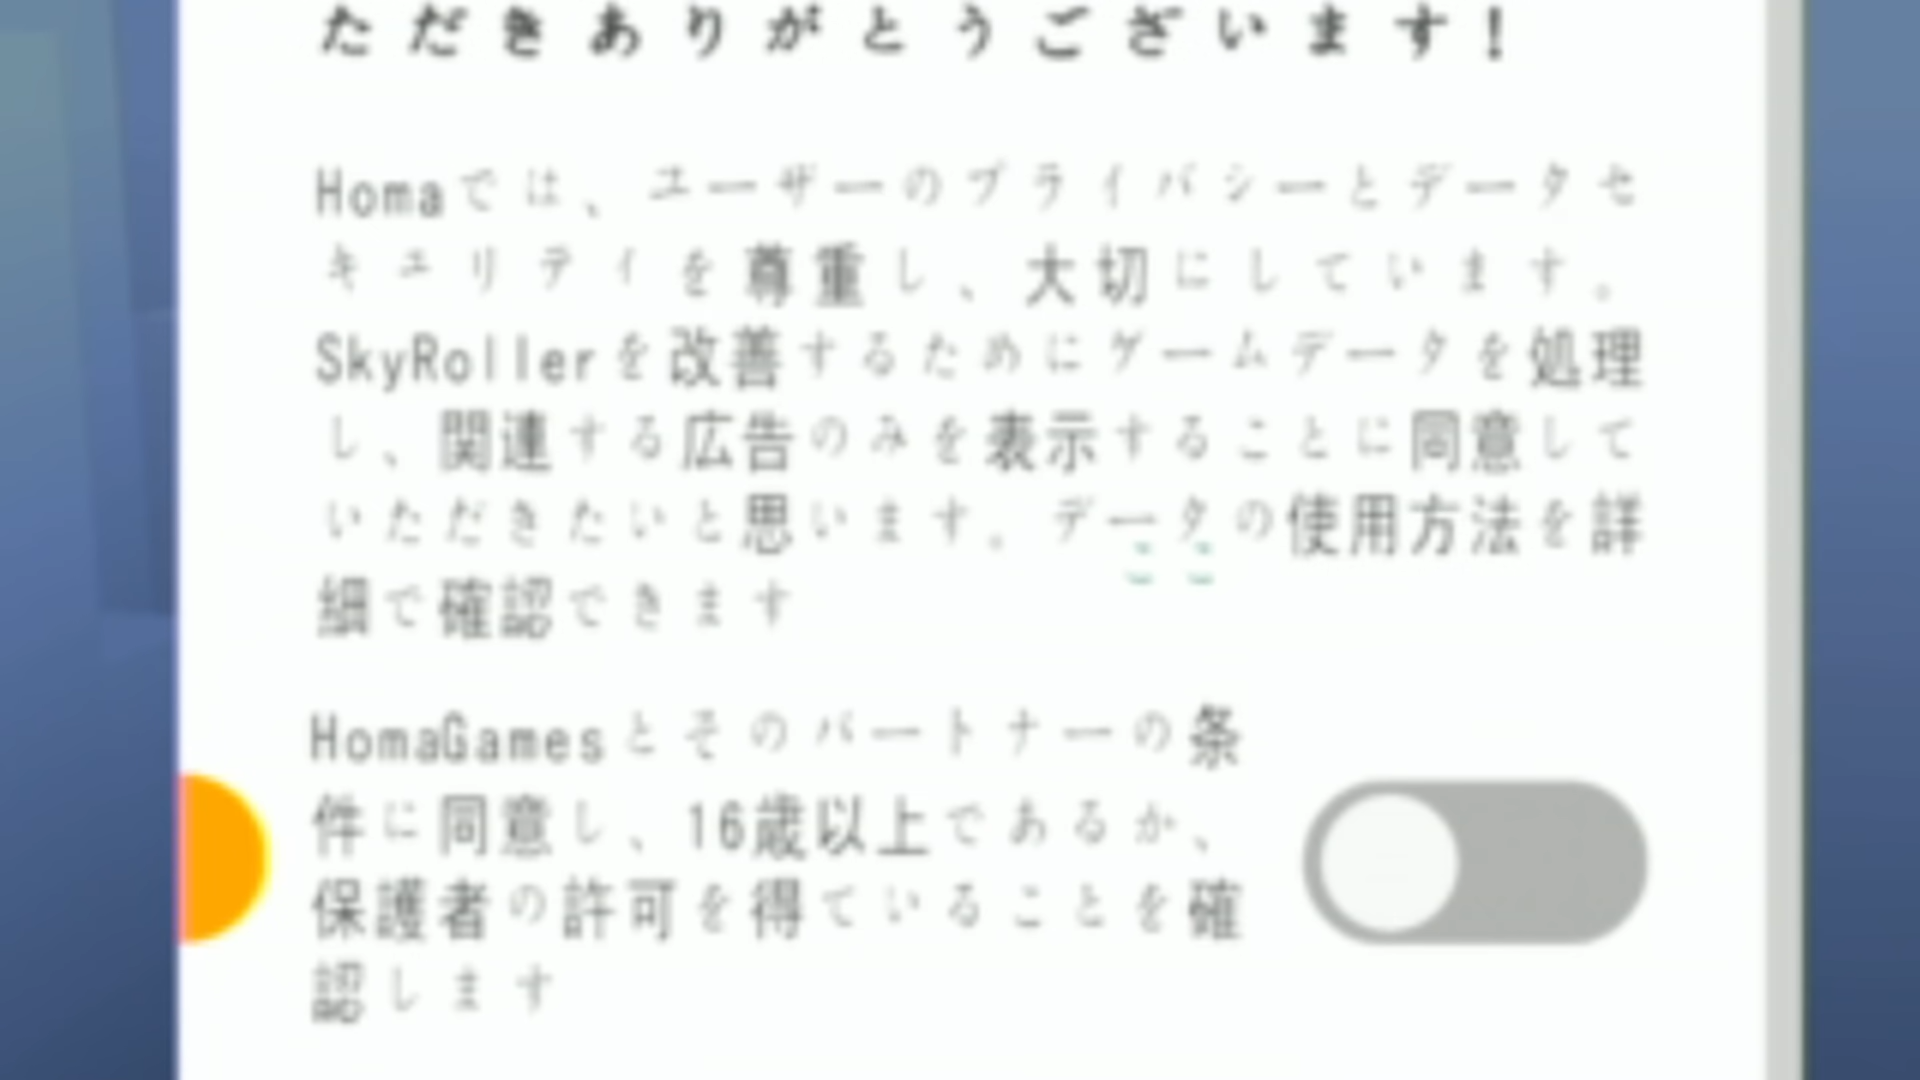 ただきありがとうございます!
Homaでは、ユーザーのプライバシーとデータセ
キュリティを尊重し、大切にしています。
SkyRollerを改善するためにゲームデータを処理
し、関連する広告のみを表示することに同意して
いただきたいと思います。データの使用方法を詳
細で確認できます
HomaGamesとそのパートナーの条
件に同意し、16歳以上であるか、
保護者の許可を得ていることを確
認します